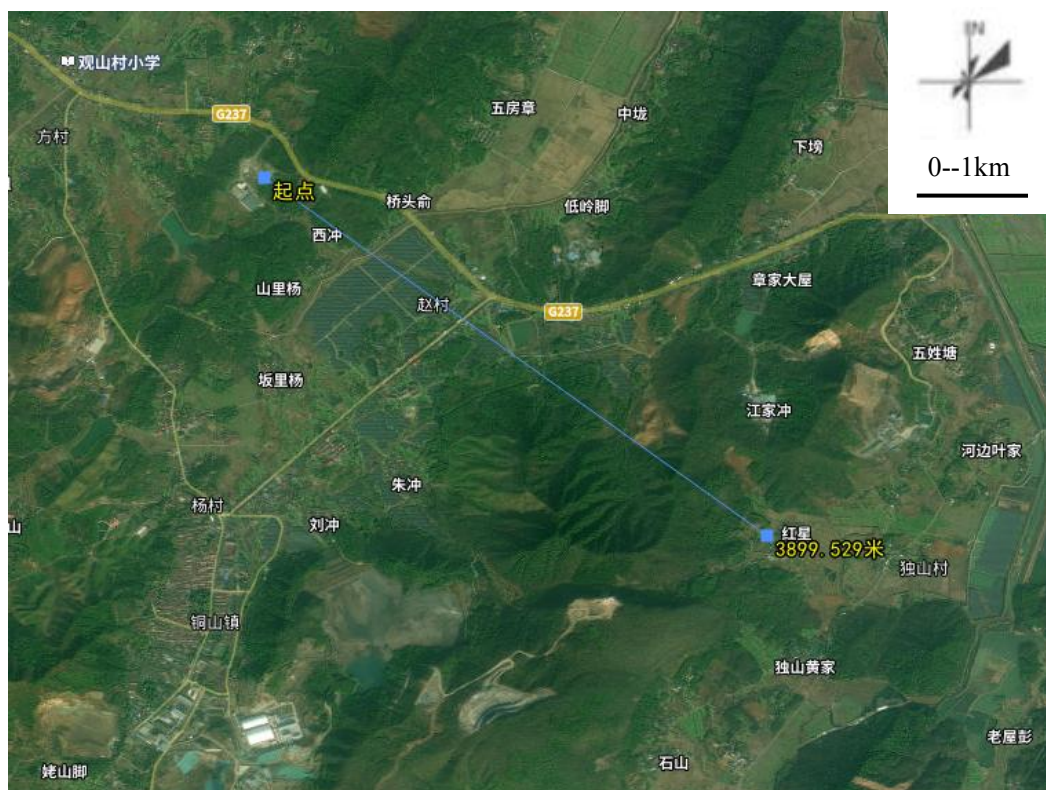 IN
观山村小学
G237
五房章
中垅
方村
下塝
0--1km
起点
桥头俞
低岭脚
西冲
山里杨
赵村
G237
章家大屋
五姓塘
坂里杨
江家冲
河边叶家
朱冲
杨村
刘冲
山
红星
3899.529米
独山村
铜山镇
独山黄家
老屋彭
石山
姥山脚